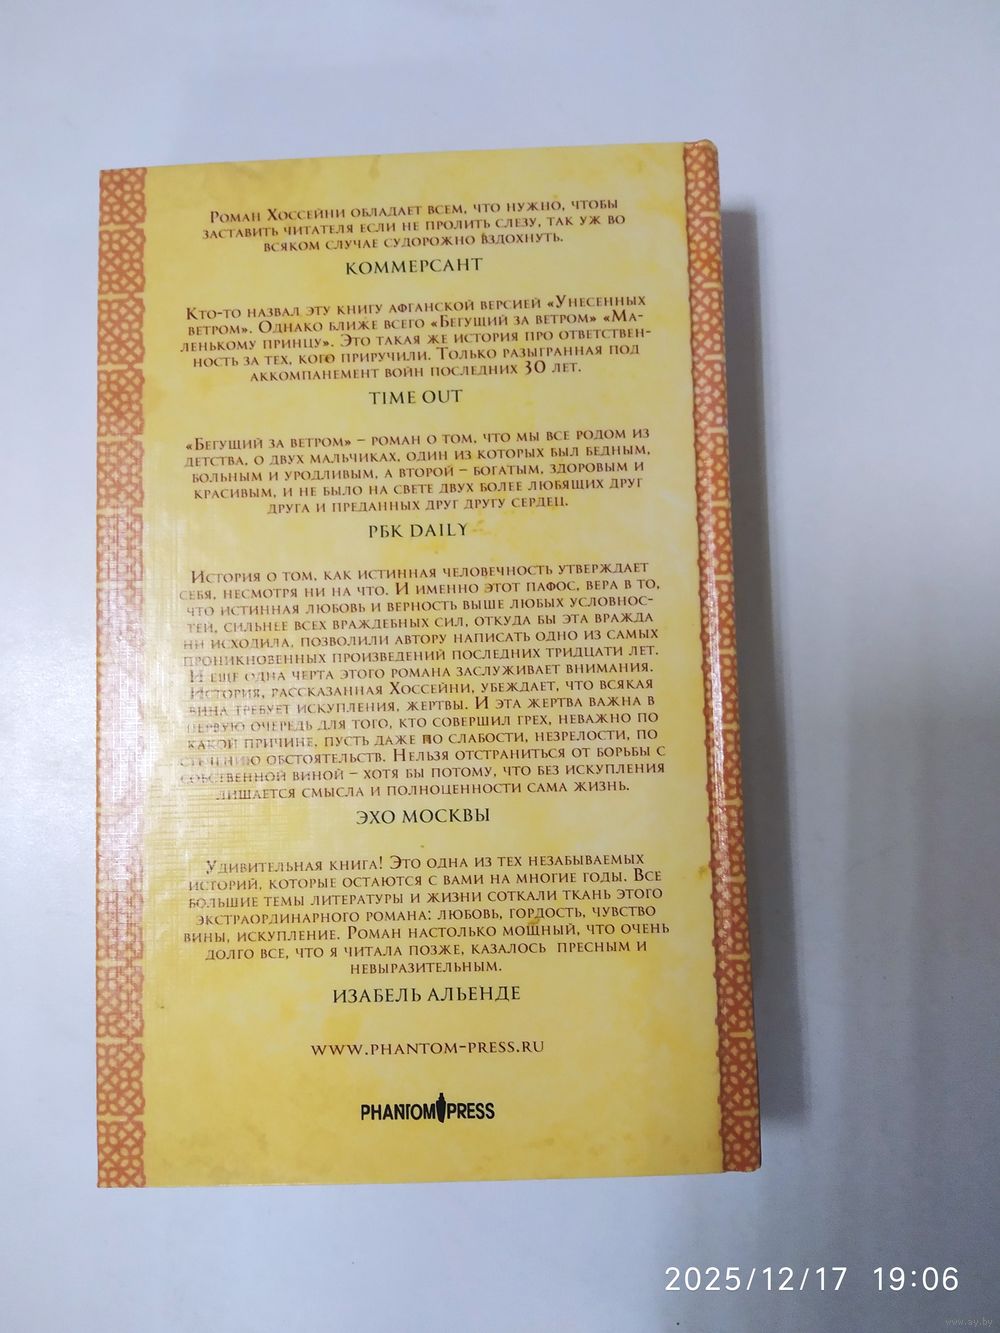 Роман Хоссейни обладает всем, что нужно, чтобы
заставить читателя если не пролить слезу, так уж во
всяком случае судорожно вздохнуть.
КОММЕРСАНТ
Кто-то назвал эту книгу афганской версией «Унесенных
ветром». Однако ближе всего «Бегущий за ветром» «Ма-
ленькому принцу». Это такая же история про ответствен-
ность за тех, кого приручили. Только разыгранная под
аккомпанемент войн последних 30 лет.
TIME OUT
«Бегущий за ветром» – роман о том, что мы все родом из
детства, о двух мальчиках, один из которых был бедным,
больным и уродливым, а второй – богатым, здоровым и
красивым, и не было на свете двух более любящих друг
друга и преданных друг другу сердец.
РБК DAILY
История о том, как истинная человечность утверждает
себя, несмотря ни на что. И именно этот пафос, вера в то,
что истинная любовь и верность выше любых условнос-
тей, сильнее всех враждебных сил, откуда бы эта вражда
ни исходила, позволили автору написать одно из самых
проникновенных произведений последних тридцати лет.
И еще одна черта этого романа заслуживает внимания.
История, рассказанная Хоссейни, убеждает, что всякая
вина требует искупления, жертвы. И эта жертва важна в
первую очередь для того, кто совершил грех, неважно по
какой причине, пусть даже по слабости, незрелости, по
стечению обстоятельств. Нельзя отстраниться от борьбы с
собственной виной – хотя бы потому, что без искупления
лишается смысла и полноценности сама жизнь.
ЭХО МОСКВЫ
Удивительная книга! Это одна из тех незабываемых
историй, которые остаются с вами на многие годы. Все
большие темы литературы и жизни соткали ткань этого
экстраординарного романа: любовь, гордость, чувство
вины, искупление. Роман настолько мощный, что очень
долго все, что я читала позже, казалось пресным и
невыразительным.
ИЗАБЕЛЬ АЛЬЕНДЕ
WWW.PHANTOM-PRESS.RU
PHANTOM PRESS
2025/12/17 19:06
www.ay.by